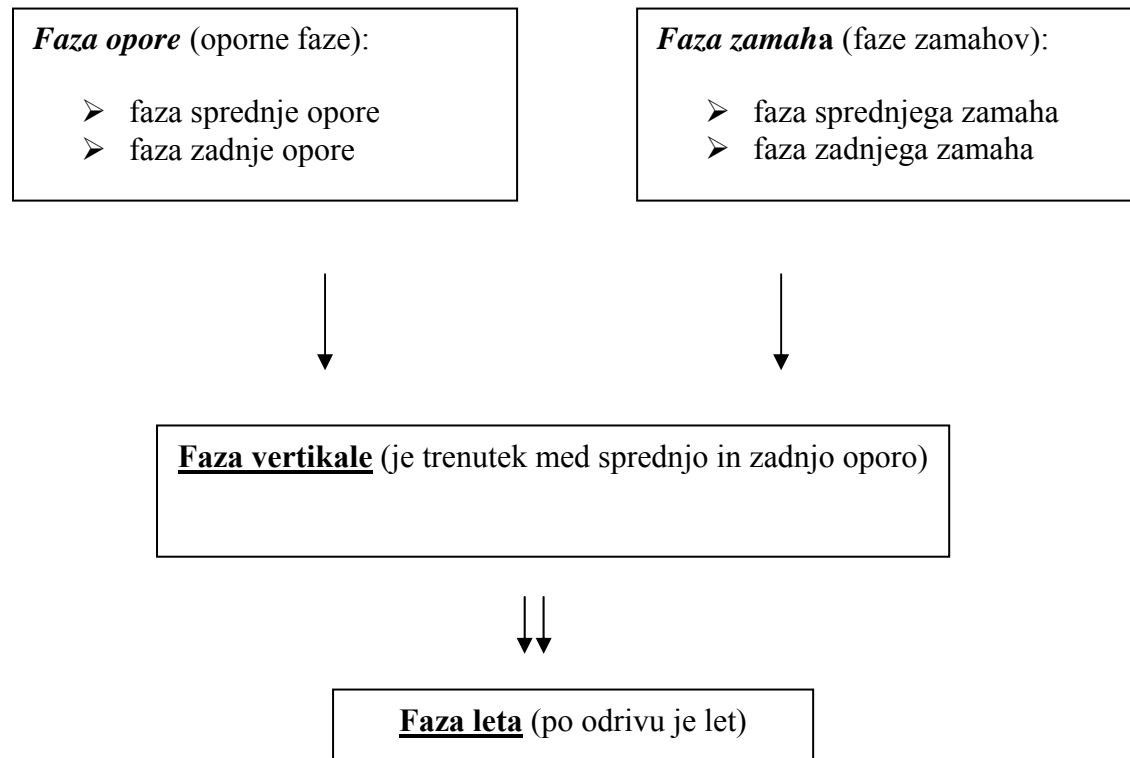 Faza opore (oporne faze):
➢ faza sprednje opore
➢ faza zadnje opore
Faza zamaha (faze zamahov):
➢ faza sprednjega zamaha
➢ faza zadnjega zamaha
Faza vertikale (je trenutek med sprednjo in zadnjo oporo)
Faza leta (po odrivu je let)